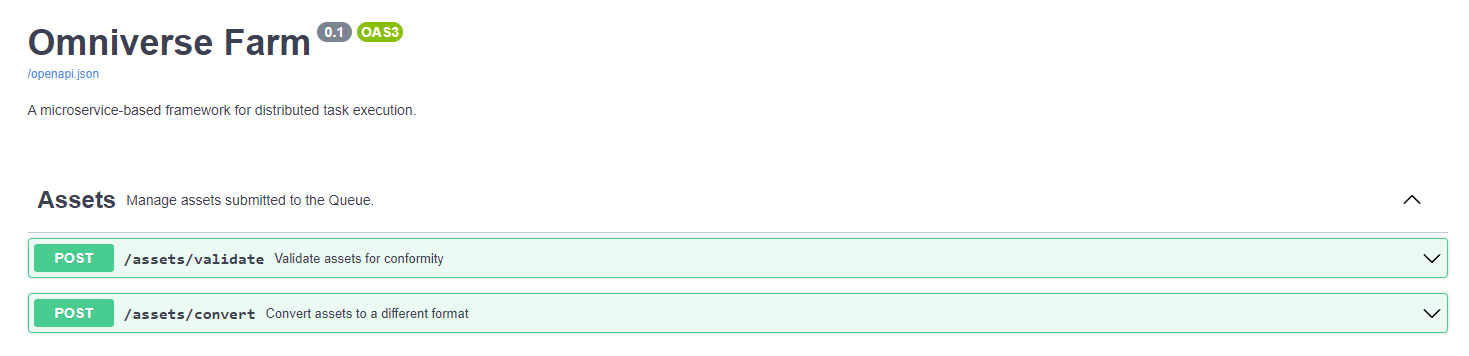 Omniverse Farm 0.1 OAS3
/openapi.json
A microservice-based framework for distributed task execution.
Assets Manage assets submitted to the Queue.
POST /assets/validate Validate assets for conformity
POST /assets/convert Convert assets to a different format